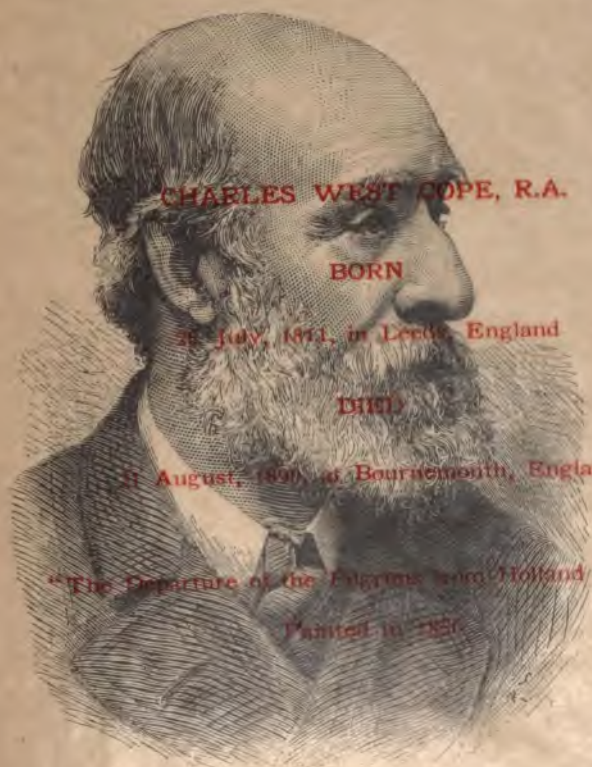 CHARLES WEST COPE, R.A.
BORN
July, 1811, in Leeds, England
DIED
August, 1890, at Bournemouth, Engla
"The Departure of the Pilgrims from Holland
Painted in